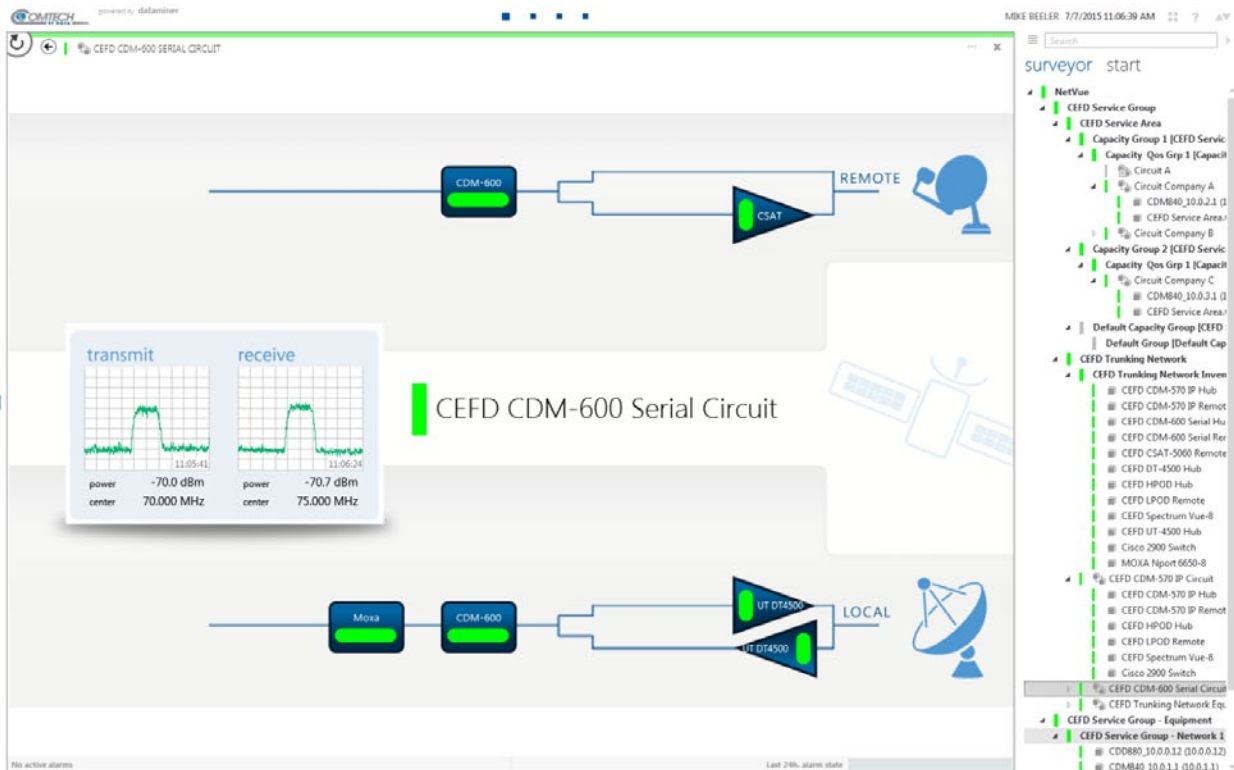 COMTECH
powered by dataminer
MIKE BEELER 7/7/2015 11:06:39 AM ?
CEFD CDM-600 SERIAL CIRCUIT ... X
Search
surveyor start
NetVue
CEFD Service Group
CEFD Service Area
Capacity Group 1 [CEFD Servic
Capacity Qos Grp 1 [Capacit
Circuit A
Circuit Company A
CDM840_10.0.2.1 (1
CEFD Service Area.
Circuit Company B
Capacity Group 2 [CEFD Servic
Capacity Qos Grp 1 [Capacit
Circuit Company C
CDM840_10.0.3.1 (1
CEFD Service Area.
Default Capacity Group [CEFD
Default Group [Default Cap
CEFD Trunking Network
CEFD Trunking Network Inven
CEFD CDM-570 IP Hub
CEFD CDM-570 IP Remot
CEFD CDM-600 Serial Hu
CEFD CDM-600 Serial Rer
CEFD CSAT-5060 Remote
CEFD DT-4500 Hub
CEFD HPOD Hub
CEFD LPOD Remote
CEFD Spectrum Vue-8
CEFD UT-4500 Hub
Cisco 2900 Switch
MOXA Nport 6650-8
CEFD CDM-570 IP Circuit
CEFD CDM-570 IP Hub
CEFD CDM-570 IP Remot
CEFD HPOD Hub
CEFD LPOD Remote
CEFD Spectrum Vue-8
Cisco 2900 Switch
CEFD CDM-600 Serial Circuit
CEFD Trunking Network Equ
CEFD Service Group - Equipment
CEFD Service Group - Network 1
CDD880_10.0.0.12 (10.0.0.12)
CDM840_10.0.1.1 (10.0.1.1)
CDM-600
REMOTE
CSAT
transmit receive
11:05:41 11:06:24
power -70.0 dBm power -70.7 dBm
center 70.000 MHz center 75.000 MHz
CEFD CDM-600 Serial Circuit
Moxa CDM-600 UT DT4500 LOCAL
UT DT4500
No active alarms Last 24h. alarm state